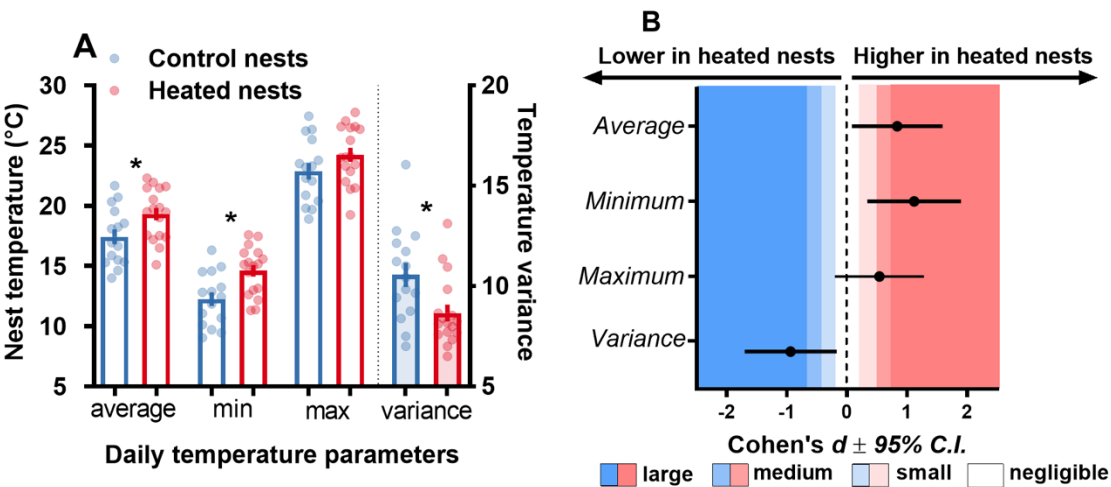 A
Control nests
Heated nests
Nest temperature (°C)
30
25
20
15
10
5
*
*
*
20
15
10
5
Temperature variance
average
min
max
variance
Daily temperature parameters
B
Lower in heated nests
Higher in heated nests
Average
Minimum
Maximum
Variance
-2
-1
0
1
2
Cohen's d ± 95% C.I.
large
medium
small
negligible